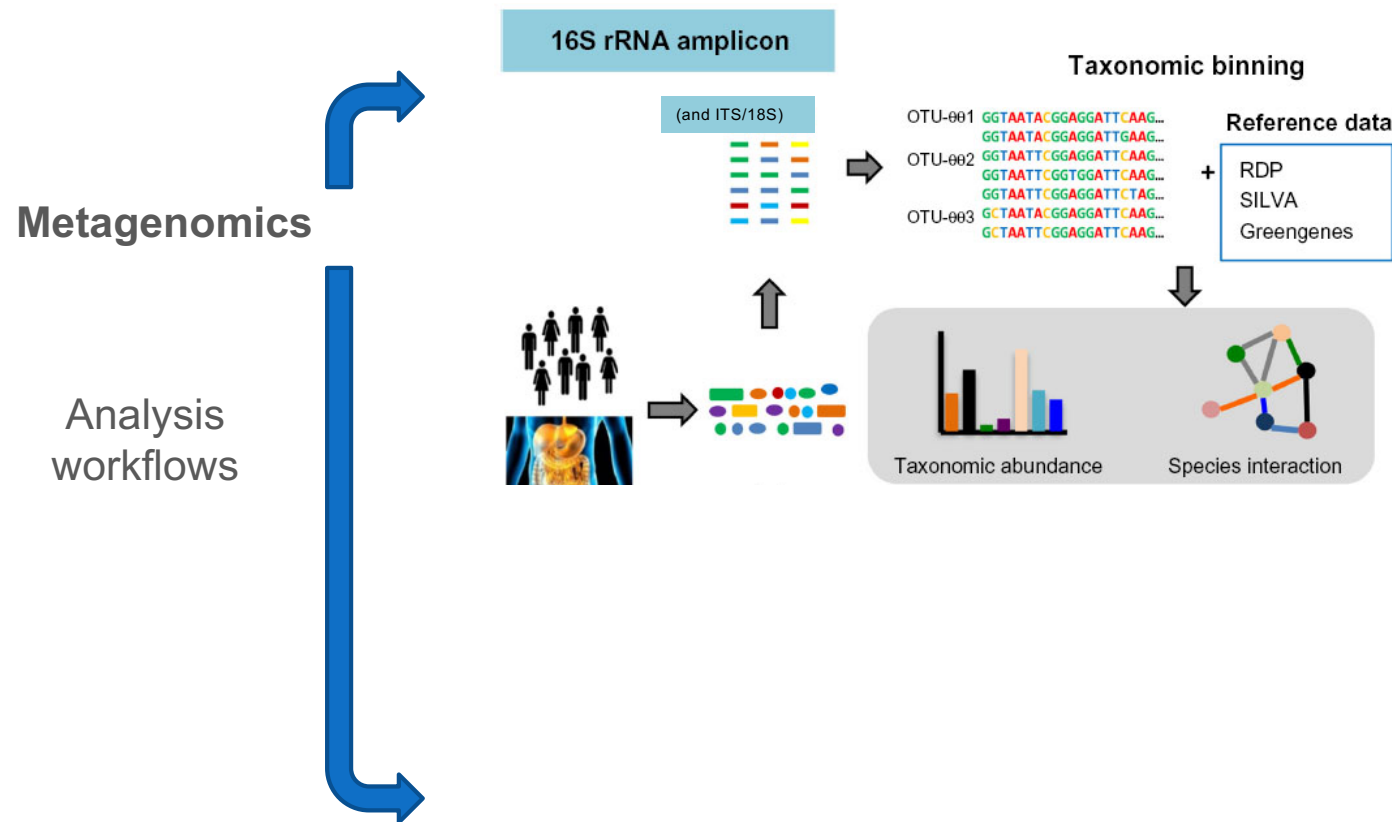 16S rRNA amplicon
(and ITS/18S)
Taxonomic binning
OTU-001 GGTAATACGGAGGATTCAAG…
GGTAATACGGAGGATTGAAG…
OTU-002 GGTAATTCGGAGGATTCAAG…
GGTAATTCGGTGGATTCAAG…
GGTAATTCGGAGGATTCTAG…
OTU-003 GCTAATACGGAGGATTCAAG…
GCTAATTCGGAGGATTCAAG…
+
Reference data
RDP
SILVA
Greengenes
Metagenomics
Analysis
workflows
Taxonomic abundance
Species interaction